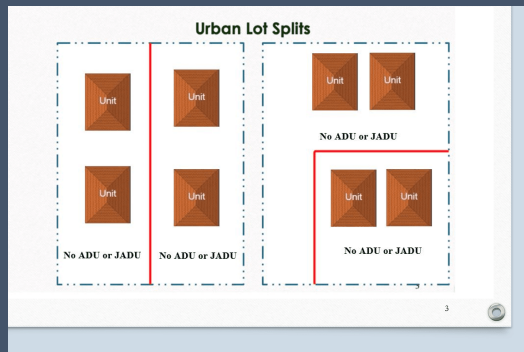 Urban Lot Splits
Unit
Unit
No ADU or JADU
Unit
Unit
No ADU or JADU
Unit Unit
No ADU or JADU
Unit Unit
No ADU or JADU
3
3